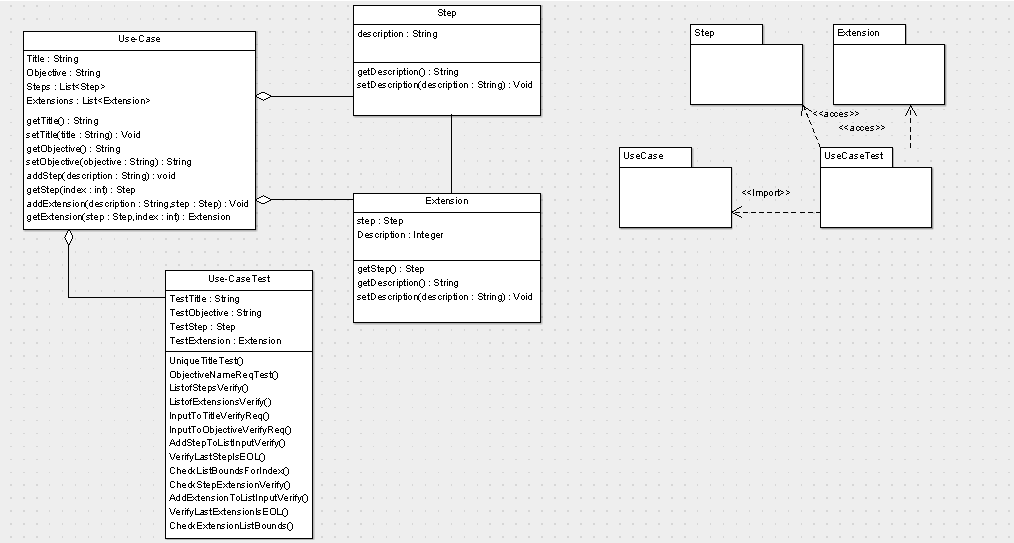 Use-Case
Title : String
Objective : String
Steps : List<Step>
Extensions : List<Extension>
getTitle() : String
setTitle(title : String) : Void
getObjective() : String
setObjective(objective : String) : String
addStep(description : String) : void
getStep(index : int) : Step
addExtension(description : String,step : Step) : Void
getExtension(step : Step,index : int) : Extension
Step
description : String
getDescription() : String
setDescription(description : String) : Void
Extension
step : Step
Description : Integer
getStep() : Step
getDescription() : String
setDescription(description : String) : Void
Use-CaseTest
TestTitle : String
TestObjective : String
TestStep : Step
TestExtension : Extension
UniqueTitleTest()
ObjectiveNameReqTest()
ListofStepsVerify()
ListofExtensionsVerify()
InputToTitleVerifyReq()
InputToObjectiveVerifyReq()
AddStepToListInputVerify()
VerifyLastStepIsEOL()
CheckListBoundsForIndex()
CheckStepExtensionVerify()
AddExtensionToListInputVerify()
VerifyLastExtensionIsEOL()
CheckExtensionListBounds()
Step
Extension
<<acces>>
<<acces>>
UseCase
UseCaseTest
<<Import>>